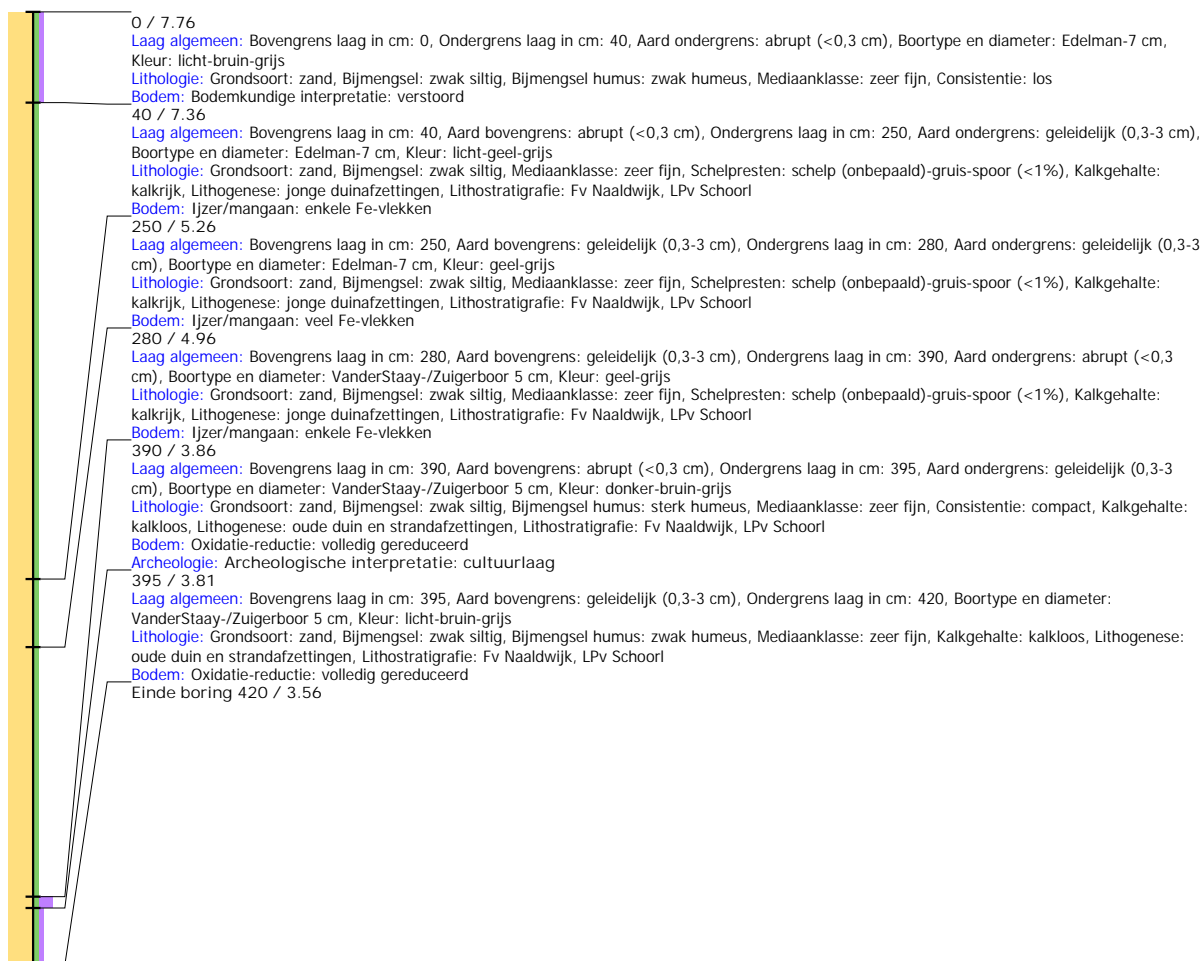 0 / 7.76
Laag algemeen: Bovengrens laag in cm: 0, Ondergrens laag in cm: 40, Aard ondergrens: abrupt (<0,3 cm), Boortype en diameter: Edelman-7 cm,
Kleur: licht-bruin-grijs
Lithologie: Grondsoort: zand, Bijmengsel: zwak siltig, Bijmengsel humus: zwak humeus, Mediaanklasse: zeer fijn, Consistentie: los
Bodem: Bodemkundige interpretatie: verstoord
40 / 7.36
Laag algemeen: Bovengrens laag in cm: 40, Aard bovengrens: abrupt (<0,3 cm), Ondergrens laag in cm: 250, Aard ondergrens: geleidelijk (0,3-3 cm),
Boortype en diameter: Edelman-7 cm, Kleur: licht-geel-grijs
Lithologie: Grondsoort: zand, Bijmengsel: zwak siltig, Mediaanklasse: zeer fijn, Schelpresten: schelp (onbepaald)-gruis-spoor (<1%), Kalkgehalte:
kalkrijk, Lithogenese: jonge duinafzettingen, Lithostratigrafie: Fv Naaldwijk, LPv Schoorl
Bodem: Ijzer/mangaan: enkele Fe-vlekken
250 / 5.26
Laag algemeen: Bovengrens laag in cm: 250, Aard bovengrens: geleidelijk (0,3-3 cm), Ondergrens laag in cm: 280, Aard ondergrens: geleidelijk (0,3-3
cm), Boortype en diameter: Edelman-7 cm, Kleur: geel-grijs
Lithologie: Grondsoort: zand, Bijmengsel: zwak siltig, Mediaanklasse: zeer fijn, Schelpresten: schelp (onbepaald)-gruis-spoor (<1%), Kalkgehalte:
kalkrijk, Lithogenese: jonge duinafzettingen, Lithostratigrafie: Fv Naaldwijk, LPv Schoorl
Bodem: Ijzer/mangaan: veel Fe-vlekken
280 / 4.96
Laag algemeen: Bovengrens laag in cm: 280, Aard bovengrens: geleidelijk (0,3-3 cm), Ondergrens laag in cm: 390, Aard ondergrens: abrupt (<0,3
cm), Boortype en diameter: VanderStaay-/Zuigerboor 5 cm, Kleur: geel-grijs
Lithologie: Grondsoort: zand, Bijmengsel: zwak siltig, Mediaanklasse: zeer fijn, Schelpresten: schelp (onbepaald)-gruis-spoor (<1%), Kalkgehalte:
kalkrijk, Lithogenese: jonge duinafzettingen, Lithostratigrafie: Fv Naaldwijk, LPv Schoorl
Bodem: Ijzer/mangaan: enkele Fe-vlekken
390 / 3.86
Laag algemeen: Bovengrens laag in cm: 390, Aard bovengrens: abrupt (<0,3 cm), Ondergrens laag in cm: 395, Aard ondergrens: geleidelijk (0,3-3
cm), Boortype en diameter: VanderStaay-/Zuigerboor 5 cm, Kleur: donker-bruin-grijs
Lithologie: Grondsoort: zand, Bijmengsel: zwak siltig, Bijmengsel humus: sterk humeus, Mediaanklasse: zeer fijn, Consistentie: compact, Kalkgehalte:
kalkloos, Lithogenese: oude duin en strandafzettingen, Lithostratigrafie: Fv Naaldwijk, LPv Schoorl
Bodem: Oxidatie-reductie: volledig gereduceerd
Archeologie: Archeologische interpretatie: cultuurlaag
395 / 3.81
Laag algemeen: Bovengrens laag in cm: 395, Aard bovengrens: geleidelijk (0,3-3 cm), Ondergrens laag in cm: 420, Boortype en diameter:
VanderStaay-/Zuigerboor 5 cm, Kleur: licht-bruin-grijs
Lithologie: Grondsoort: zand, Bijmengsel: zwak siltig, Bijmengsel humus: zwak humeus, Mediaanklasse: zeer fijn, Kalkgehalte: kalkloos, Lithogenese:
oude duin en strandafzettingen, Lithostratigrafie: Fv Naaldwijk, LPv Schoorl
Bodem: Oxidatie-reductie: volledig gereduceerd
Einde boring 420 / 3.56